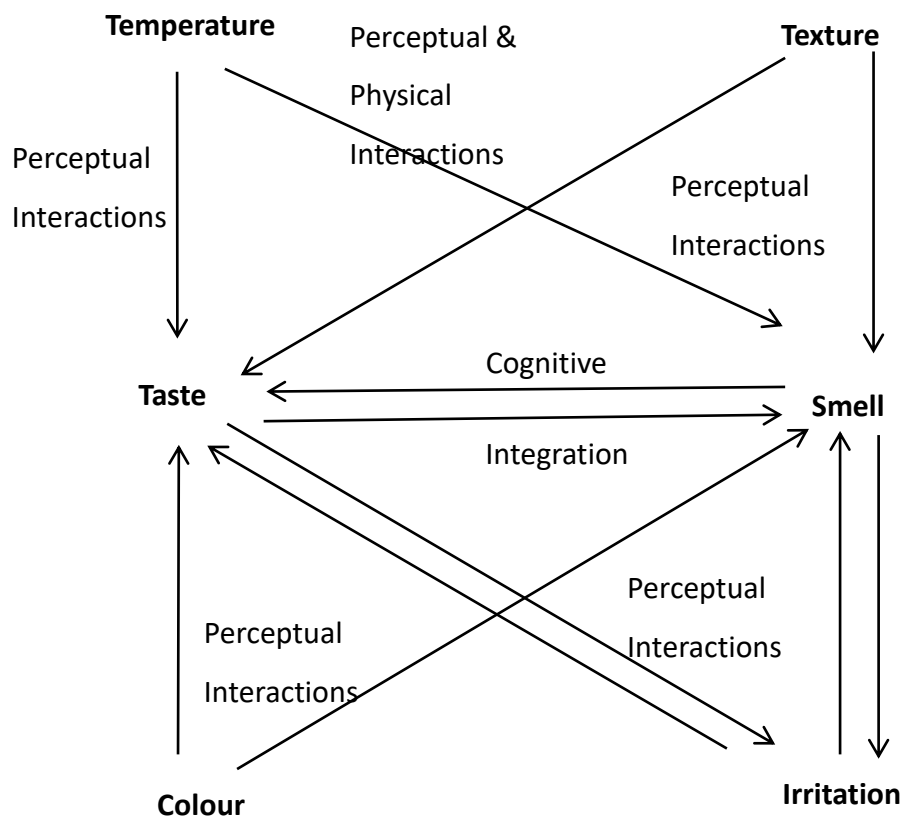 Temperature
Perceptual &
Physical
Interactions
Texture
Perceptual
Interactions
Perceptual
Interactions
Cognitive
Taste
Smell
Integration
Perceptual
Interactions
Perceptual
Interactions
Colour
Irritation